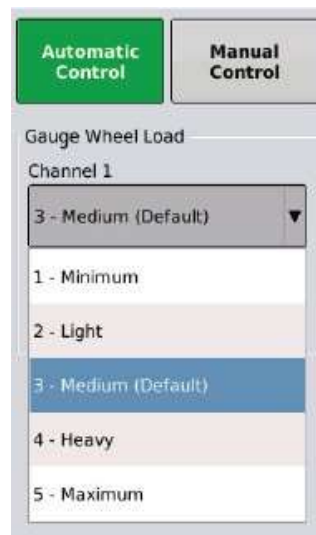 Automatic
Control
Manual
Control
Gauge Wheel Load
Channel 1
3 - Medium (Default)
1 - Minimum
2 - Light
3 - Medium (Default)
4 - Heavy
5 - Maximum